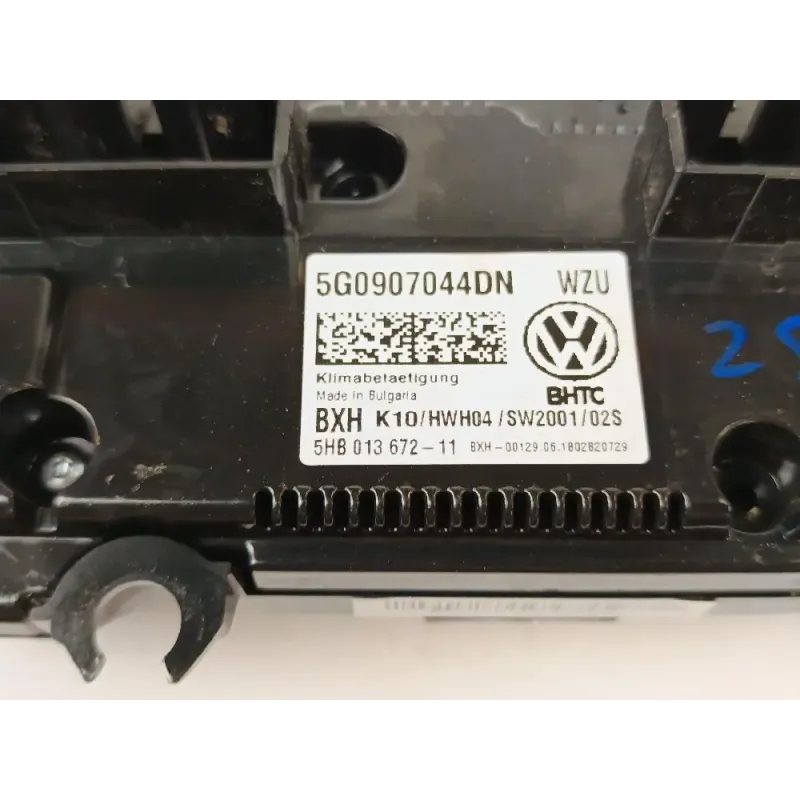 5G0907044DN WZU
Klimabetaetigung
Made in Bulgaria
BHTC
BXH K10/HWH04/SW2001/02S
5HB 013 672-11 BXH-00129.06.1802820729